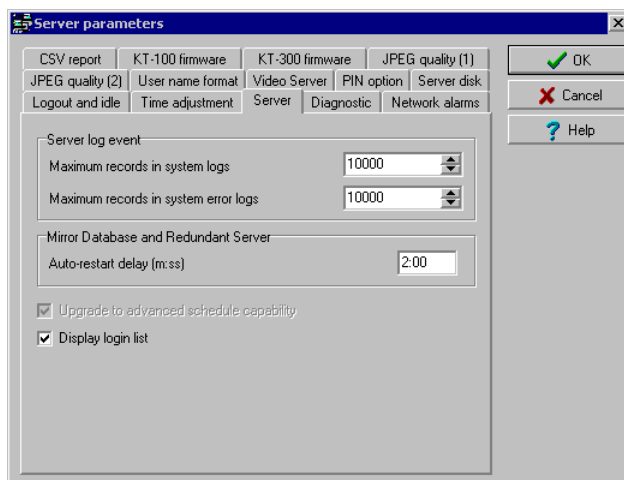 Server parameters
CSV report KT-100 firmware KT-300 firmware JPEG quality (1)
JPEG quality (2) User name format Video Server PIN option Server disk
Logout and idle Time adjustment Server Diagnostic Network alarms
OK
Cancel
Help
Server log event
Maximum records in system logs 10000
Maximum records in system error logs 10000
Mirror Database and Redundant Server
Auto-restart delay (m:ss) 2:00
Upgrade to advanced schedule capability
Display login list